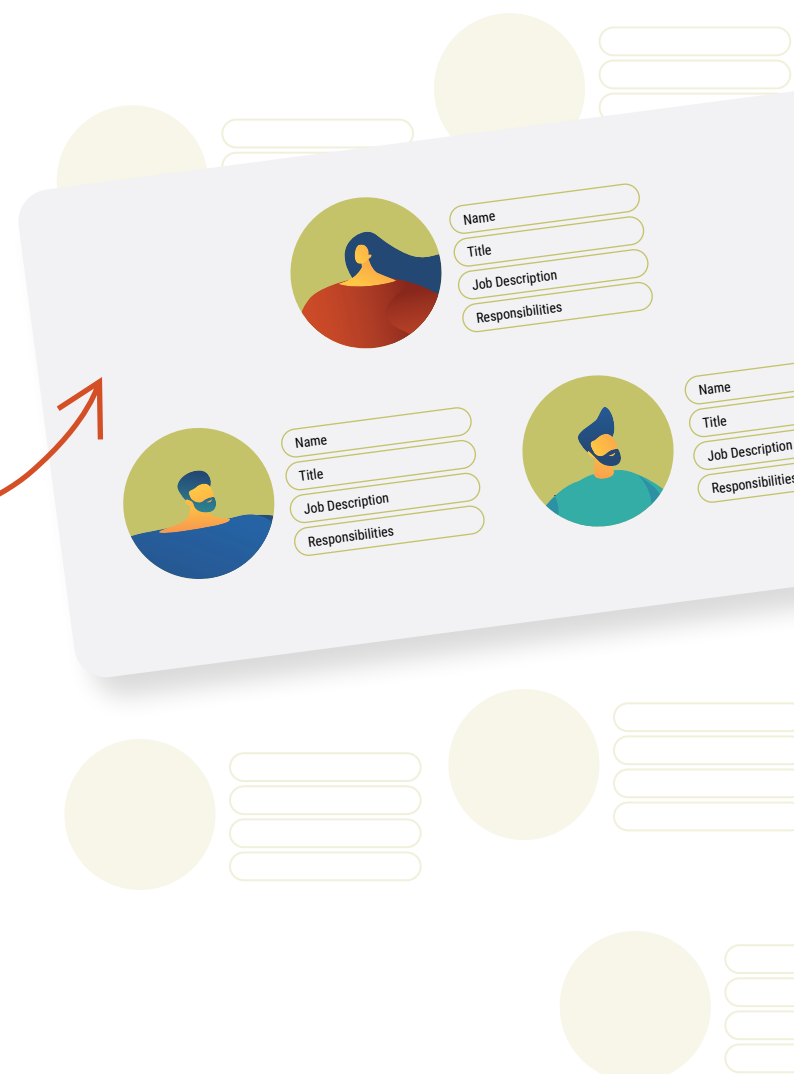 Name
Title
Job Description
Responsibilities
Name
Title
Job Description
Responsibilities
Name
Title
Job Description
Responsibilities